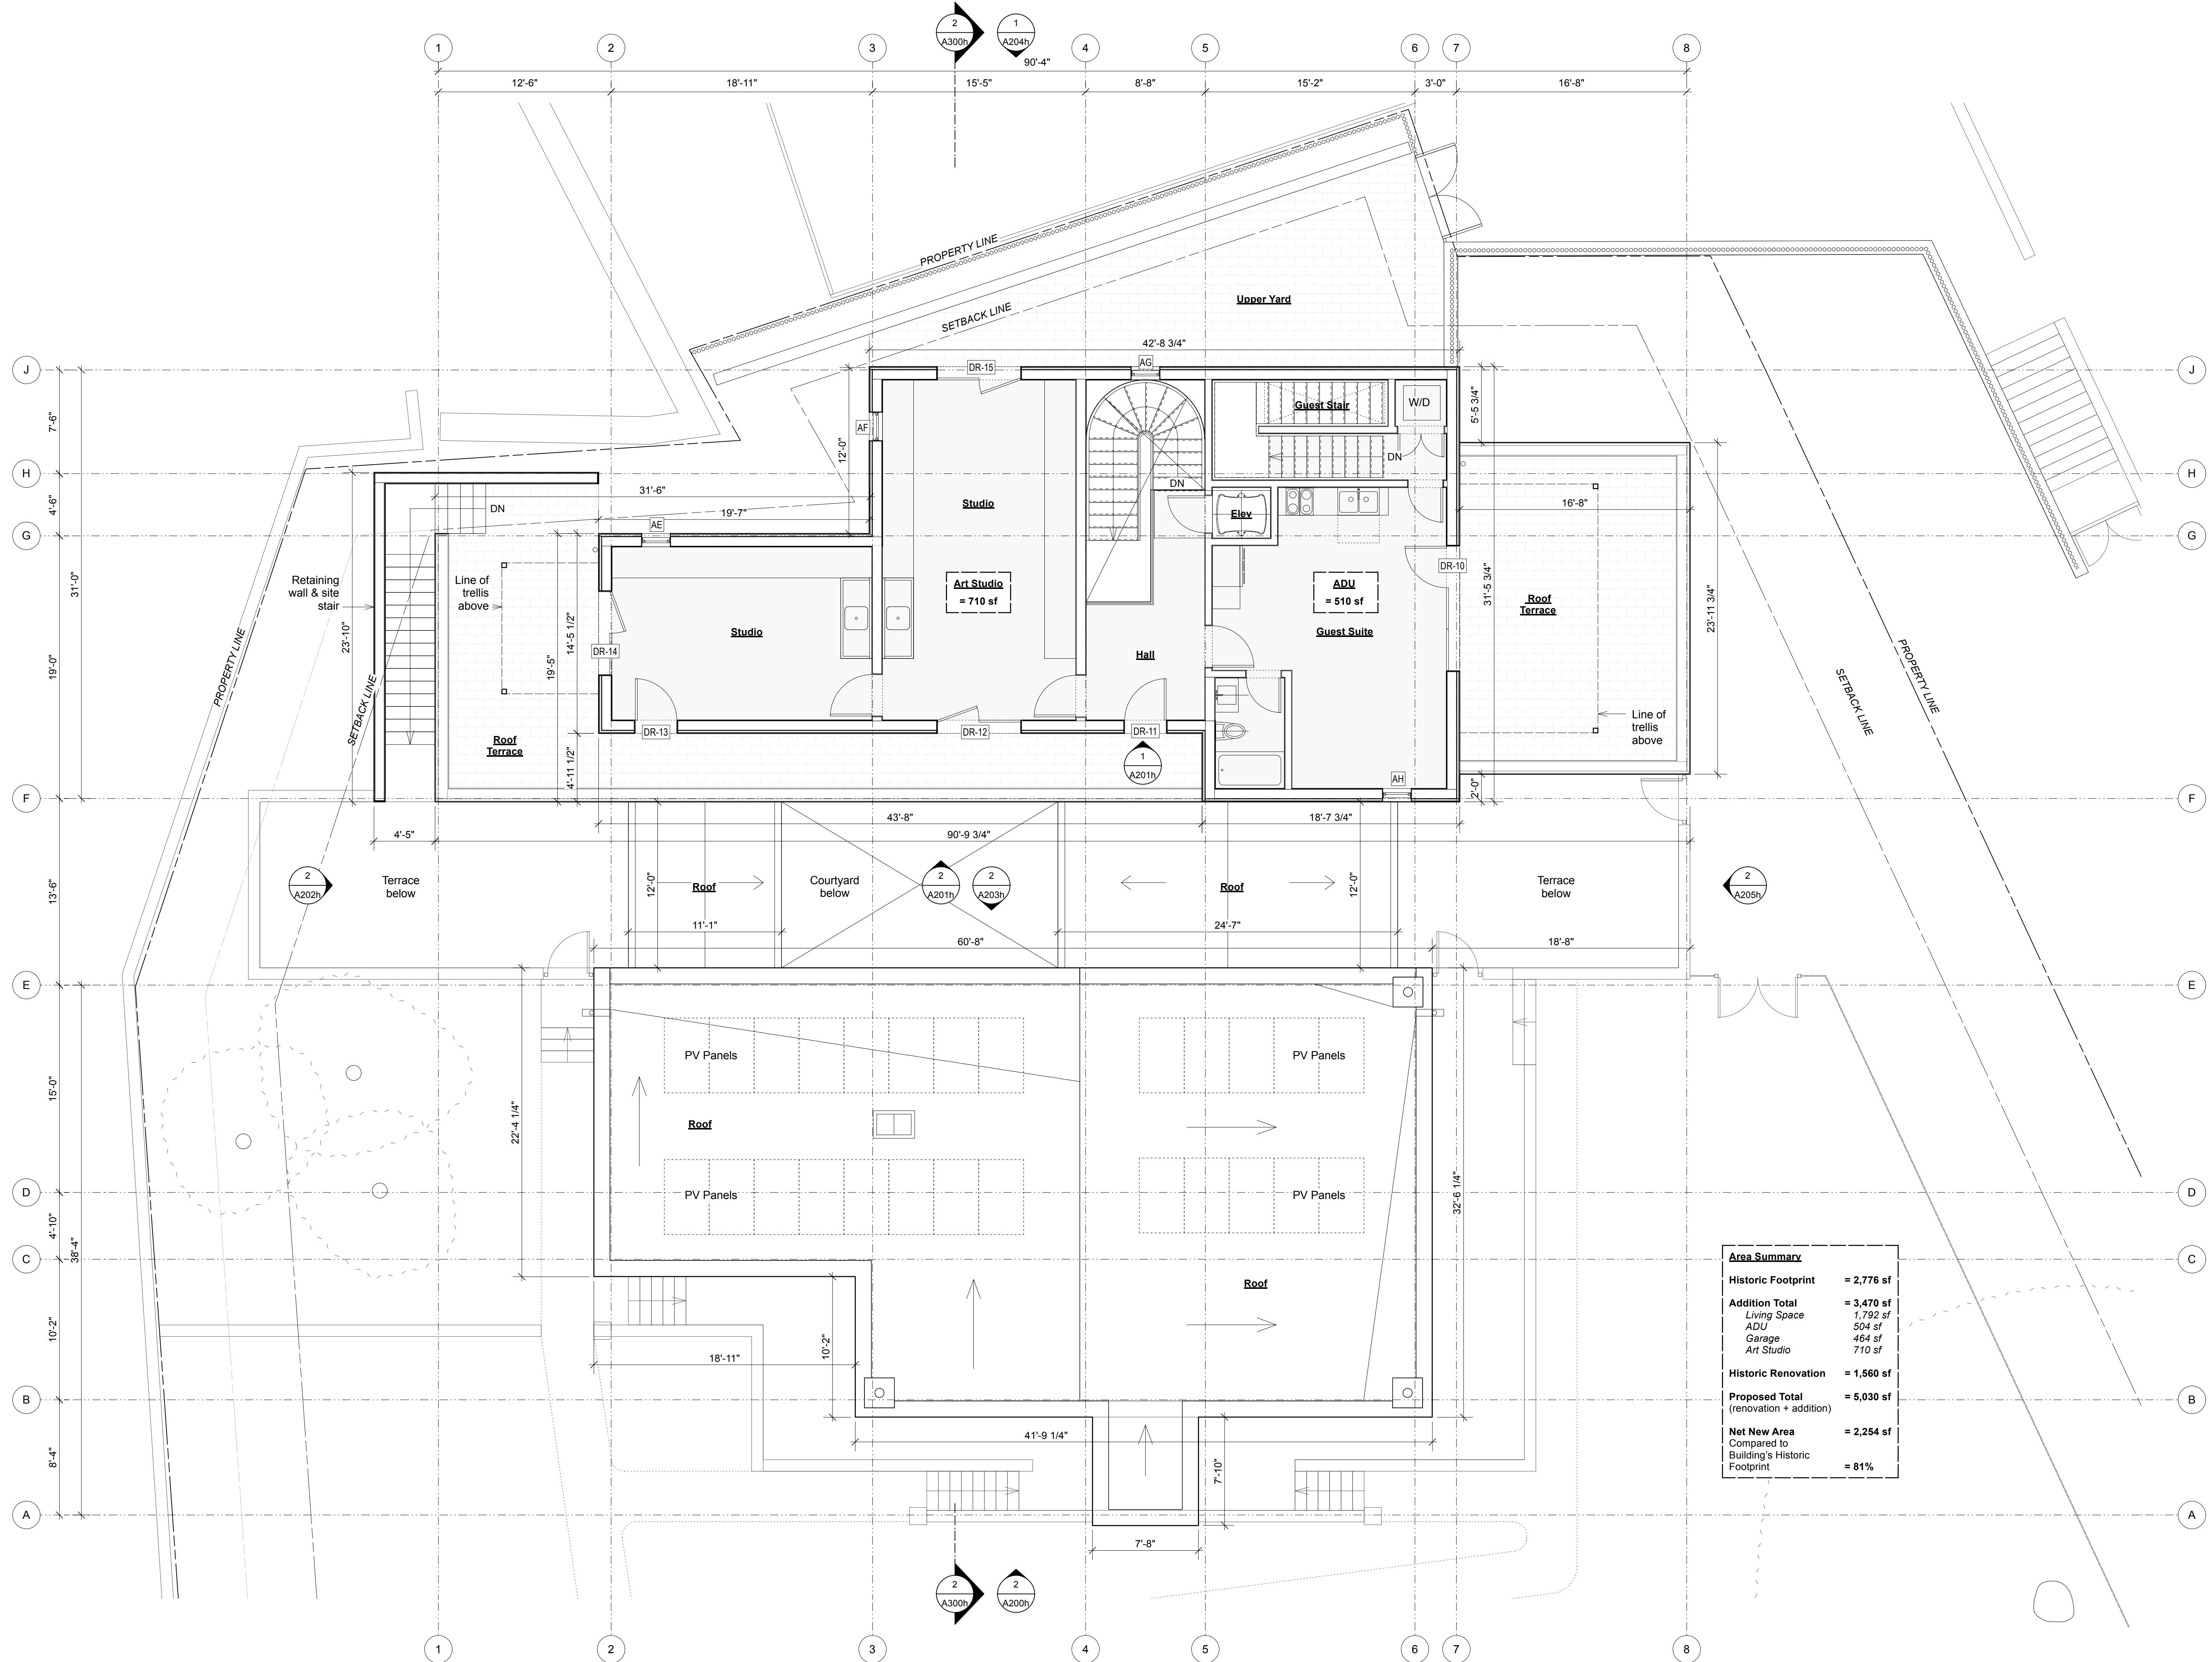 2
A300h
1
A204h
1
2
3
4
5
6
7
8
90'-4"
12'-6"
18'-11"
15'-5"
8'-8"
15'-2"
3'-0"
16'-8"
PROPERTY LINE
SETBACK LINE
Upper Yard
42'-8 3/4"
J
J
DR-15
AG
7'-6"
AF
12'-0"
Guest Stair
W/D
5'-5 3/4"
DN
H
H
31'-6"
DN
Studio
DN
16'-8"
4'-6"
19'-7"
AE
Elev
G
G
DR-10
Retaining
wall & site
stair
Line of
trellis
above
Art Studio
= 710 sf
ADU
= 510 sf
31'-0"
23'-10"
19'-5"
14'-5 1/2"
31'-5 3/4"
23'-11 3/4"
Roof
Terrace
Studio
Guest Suite
DR-14
Hall
19'-0"
PROPERTY LINE
SETBACK LINE
PROPERTY LINE
SETBACK LINE
Roof
Terrace
DR-13
DR-12
DR-11
Line of
trellis
above
4'-11 1/2"
1
A201h
AH
2'-0"
F
F
43'-8"
18'-7 3/4"
4'-5"
90'-9 3/4"
13'-6"
2
A202h
Terrace
below
12'-0"
Roof
Courtyard
below
2
A201h
2
A203h
Roof
12'-0"
Terrace
below
2
A205h
11'-1"
24'-7"
60'-8"
18'-8"
E
E
PV Panels
PV Panels
15'-0"
22'-4 1/4"
Roof
PV Panels
PV Panels
D
D
32'-6 1/4"
4'-10"
38'-4"
C
C
Roof
10'-2"
10'-2"
18'-11"
B
B
41'-9 1/4"
8'-4"
7'-10"
A
A
7'-8"
Area Summary
Historic Footprint = 2,776 sf
Addition Total = 3,470 sf
Living Space 1,792 sf
ADU 504 sf
Garage 464 sf
Art Studio 710 sf
Historic Renovation = 1,560 sf
Proposed Total = 5,030 sf
(renovation + addition)
Net New Area = 2,254 sf
Compared to
Building's Historic
Footprint = 81%
2
A300h
2
A200h
1
2
3
4
5
6
7
8